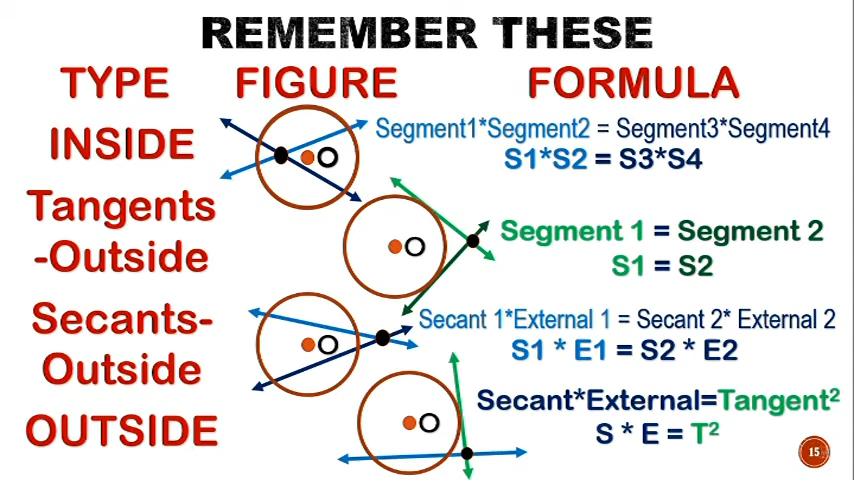 REMEMBER THESE
TYPE FIGURE FORMULA
INSIDE
O
Segment1*Segment2 = Segment3*Segment4
S1*S2 = S3*S4
Tangents
-Outside
O
Segment 1 = Segment 2
S1 = S2
Secants-
Outside
O
Secant 1*External 1 = Secant 2* External 2
S1 * E1 = S2 * E2
OUTSIDE
O
Secant*External=Tangent²
S * E = T²
15